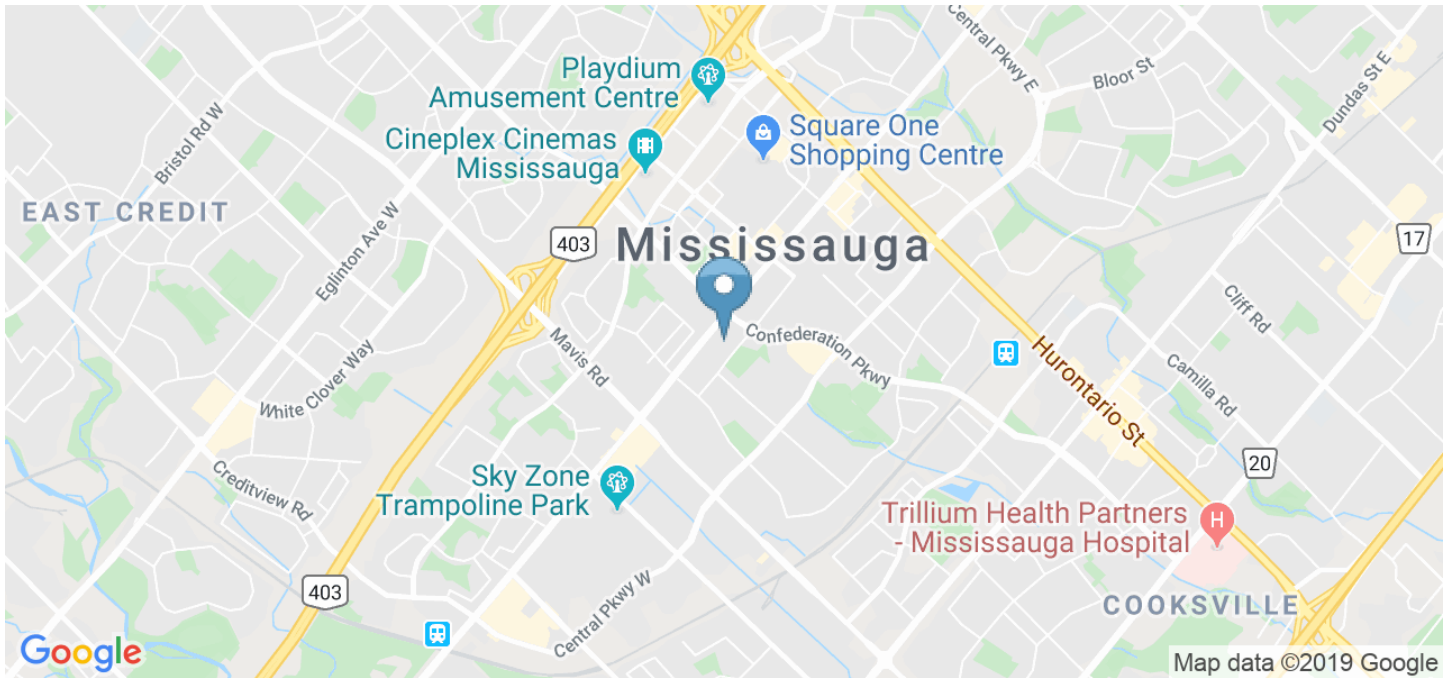 Central Pkwy E
Playdium
Amusement Centre
Bloor St
Dundas St E
Bristol Rd W
Cineplex Cinemas
Mississauga
Square One
Shopping Centre
EAST CREDIT
403
Mississauga
17
Eglinton Ave W
Cliff Rd
Mavis Rd
Confederation Pkwy
Hurontario St
White Clover Way
Camilla Rd
Creditview Rd
20
Sky Zone
Trampoline Park
Trillium Health Partners
- Mississauga Hospital
H
403
Central Pkwy W
COOKSVILLE
Google
Map data ©2019 Google